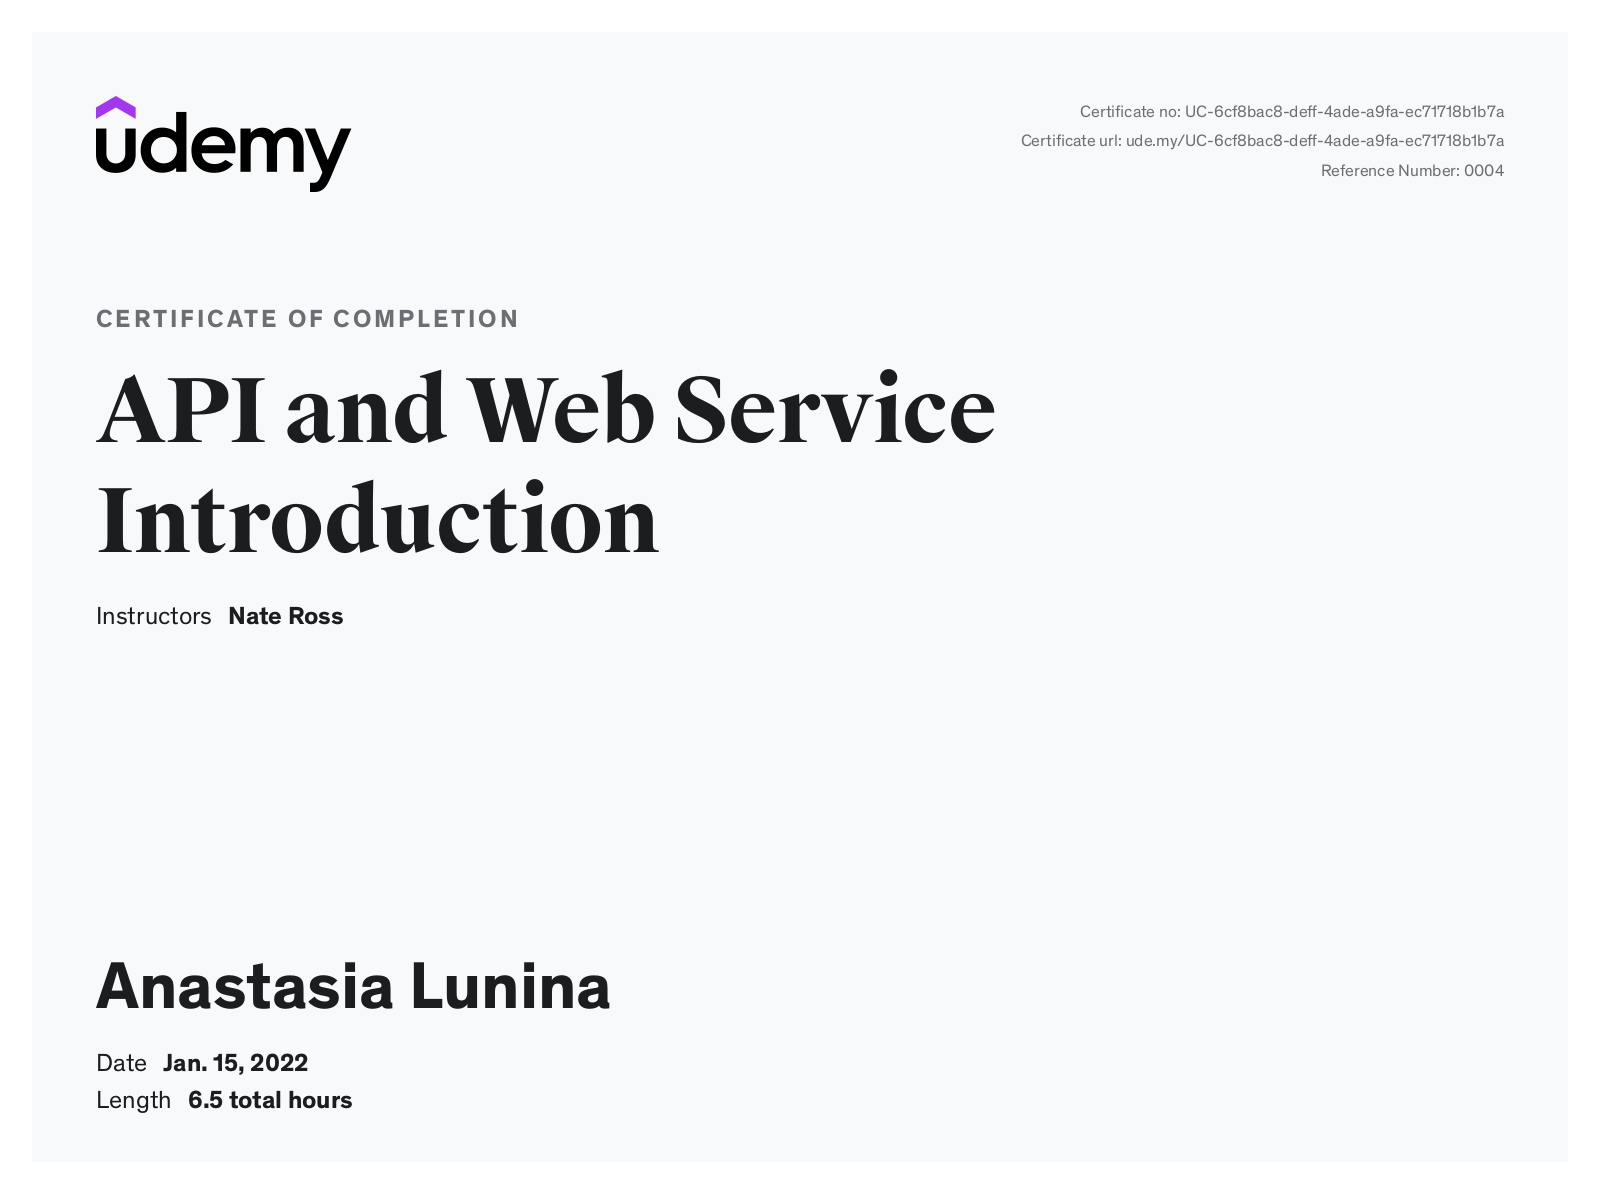 udemy
Certificate no: UC-6cf8bac8-deff-4ade-a9fa-ec71718b1b7a
Certificate url: ude.my/UC-6cf8bac8-deff-4ade-a9fa-ec71718b1b7a
Reference Number: 0004
CERTIFICATE OF COMPLETION
API and Web Service
Introduction
Instructors Nate Ross
Anastasia Lunina
Date Jan. 15, 2022
Length 6.5 total hours